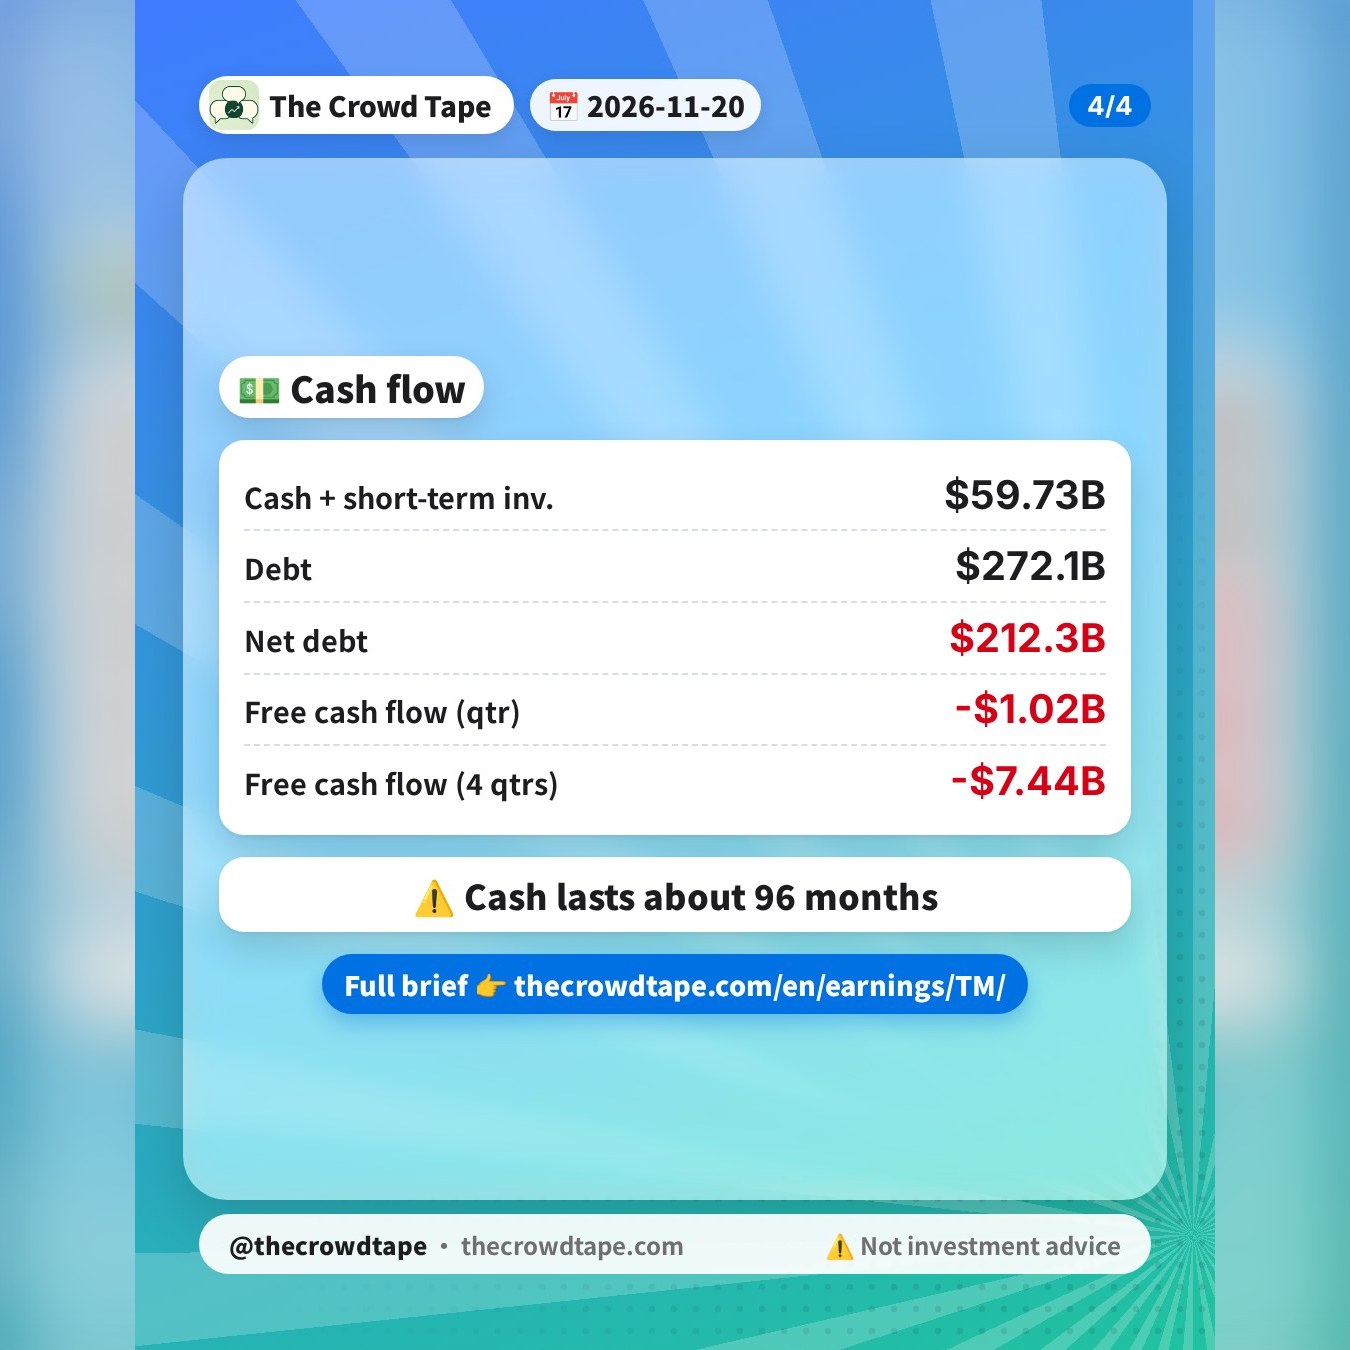 The Crowd Tape
📅 2026-11-20
4/4
💵 Cash flow
Cash + short-term inv. $59.73B
Debt $272.1B
Net debt $212.3B
Free cash flow (qtr) -$1.02B
Free cash flow (4 qtrs) -$7.44B
⚠️ Cash lasts about 96 months
Full brief 👉 thecrowdtape.com/en/earnings/TM/
@thecrowdtape • thecrowdtape.com
⚠️ Not investment advice